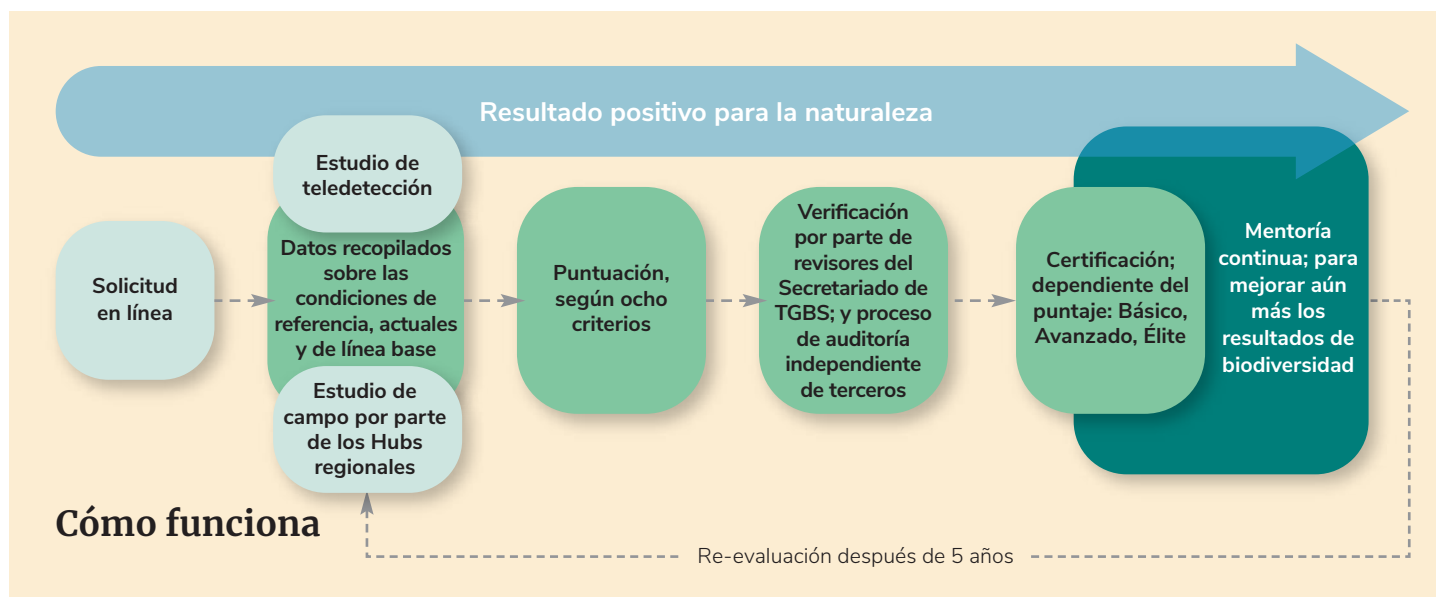 Resultado positivo para la naturaleza
Solicitud
en línea
Estudio de
teledetección
Datos recopilados
sobre las
condiciones de
referencia, actuales
y de línea base
Estudio de
campo por parte
de los Hubs
regionales
Puntuación,
según ocho
criterios
Verificación
por parte de
revisores del
Secretariado de
TGBS; y proceso
de auditoría
independiente
de terceros
Certificación;
dependiente del
puntaje: Básico,
Avanzado, Élite
Mentoría
continua; para
mejorar aún
más los
resultados de
biodiversidad
Cómo funciona
Re-evaluación después de 5 años